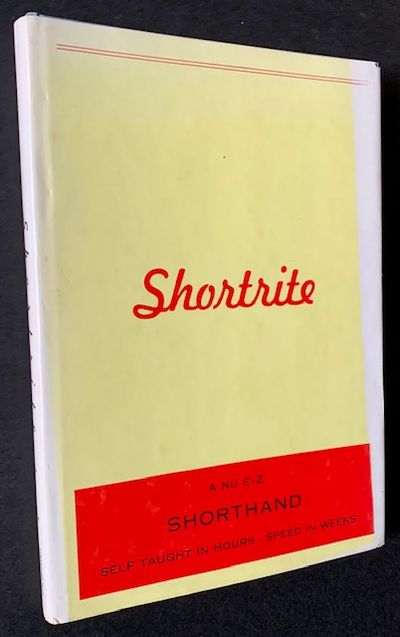 Shortrite
A NU E-Z
SHORTHAND
SELF TAUGHT IN HOURS - SPEED IN WEEKS